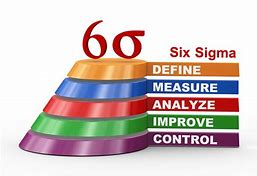 6σ
Six Sigma
DEFINE
MEASURE
ANALYZE
IMPROVE
CONTROL